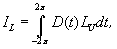 I_L = ∫_{-2π}^{2π} D(t) L_U dt,